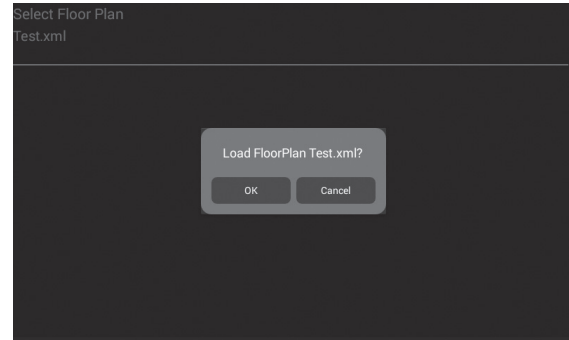 Select Floor Plan
Test.xml
Load FloorPlan Test.xml?
OK
Cancel